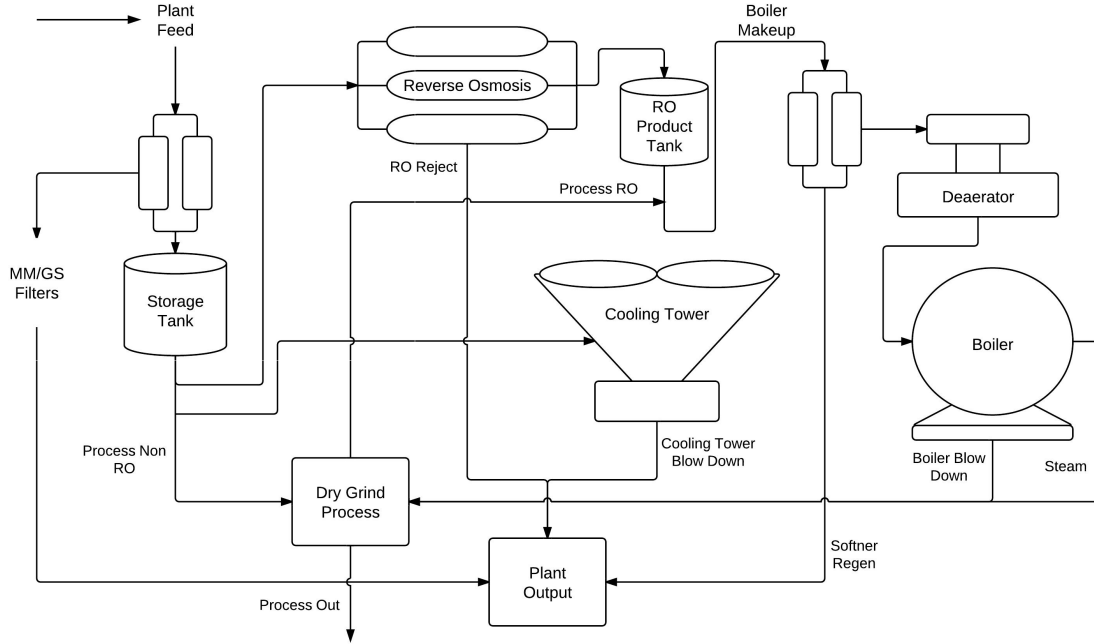 Plant
Feed
Boiler
Makeup
Reverse Osmosis
RO
Product
Tank
RO Reject
Process RO
Deaerator
MM/GS
Filters
Storage
Tank
Cooling Tower
Boiler
Process Non
RO
Cooling Tower
Blow Down
Boiler Blow
Down
Steam
Dry Grind
Process
Softner
Regen
Plant
Output
Process Out